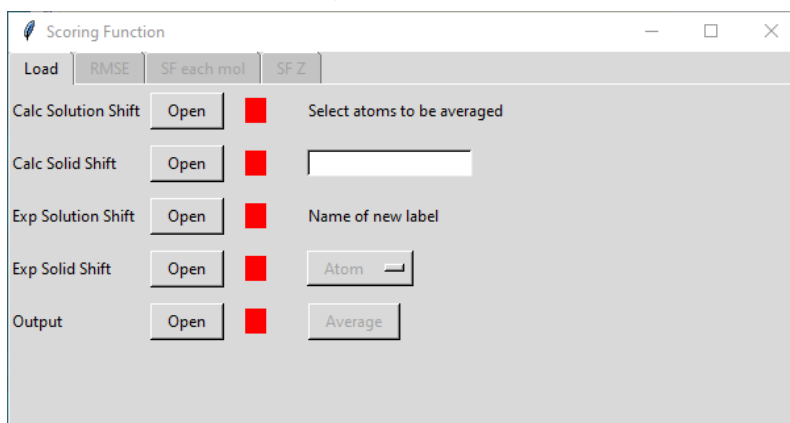 Scoring Function
Load RMSE SF each mol SF Z
Calc Solution Shift Open Select atoms to be averaged
Calc Solid Shift Open
Exp Solution Shift Open Name of new label
Exp Solid Shift Open Atom
Output Open Average